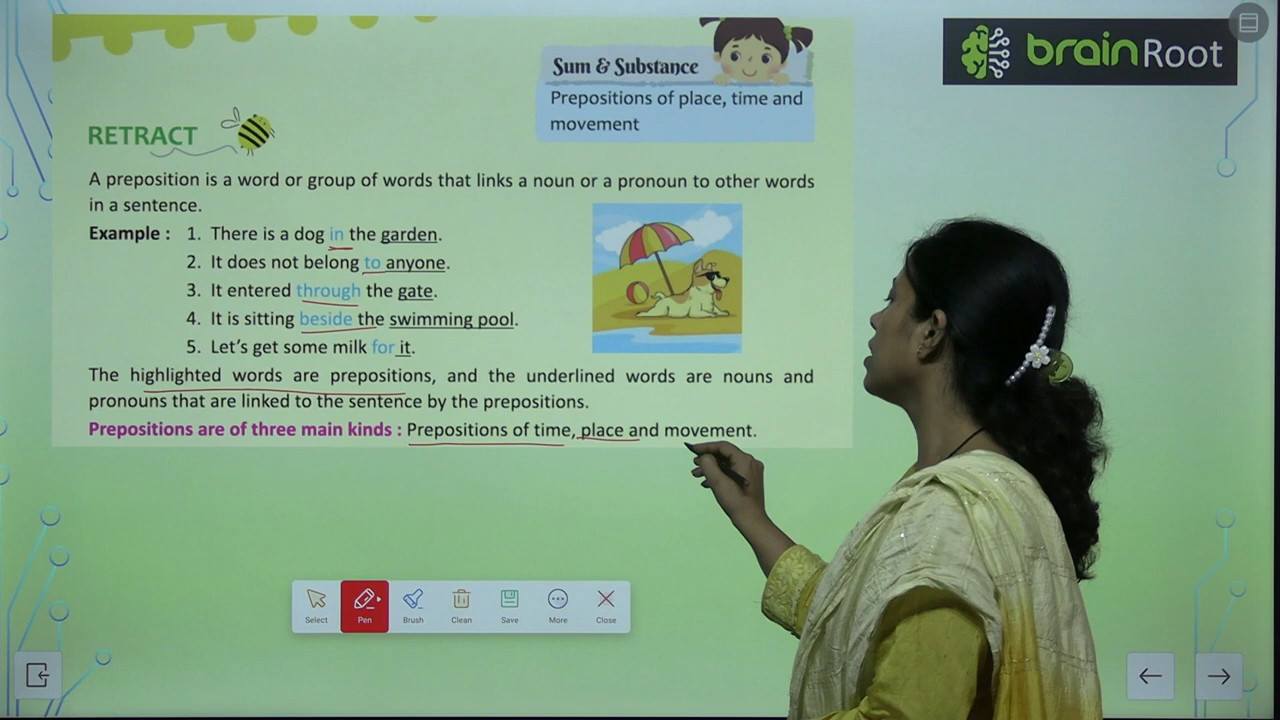 Sum & Substance
Prepositions of place, time and
movement
brainRoot
RETRACT
A preposition is a word or group of words that links a noun or a pronoun to other words
in a sentence.
Example : 1. There is a dog in the garden.
2. It does not belong to anyone.
3. It entered through the gate.
4. It is sitting beside the swimming pool.
5. Let's get some milk for it.
The highlighted words are prepositions, and the underlined words are nouns and
pronouns that are linked to the sentence by the prepositions.
Prepositions are of three main kinds : Prepositions of time, place and movement.
Select Pen Brush Clean Save More Close